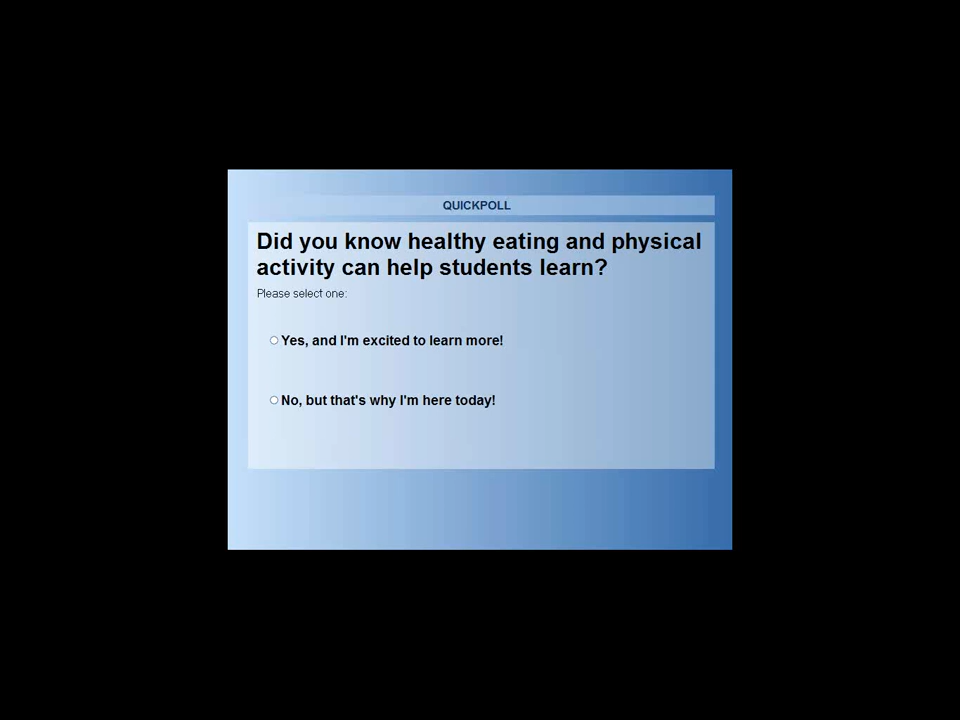 QUICKPOLL
Did you know healthy eating and physical
activity can help students learn?
Please select one:
Yes, and I'm excited to learn more!
No, but that's why I'm here today!